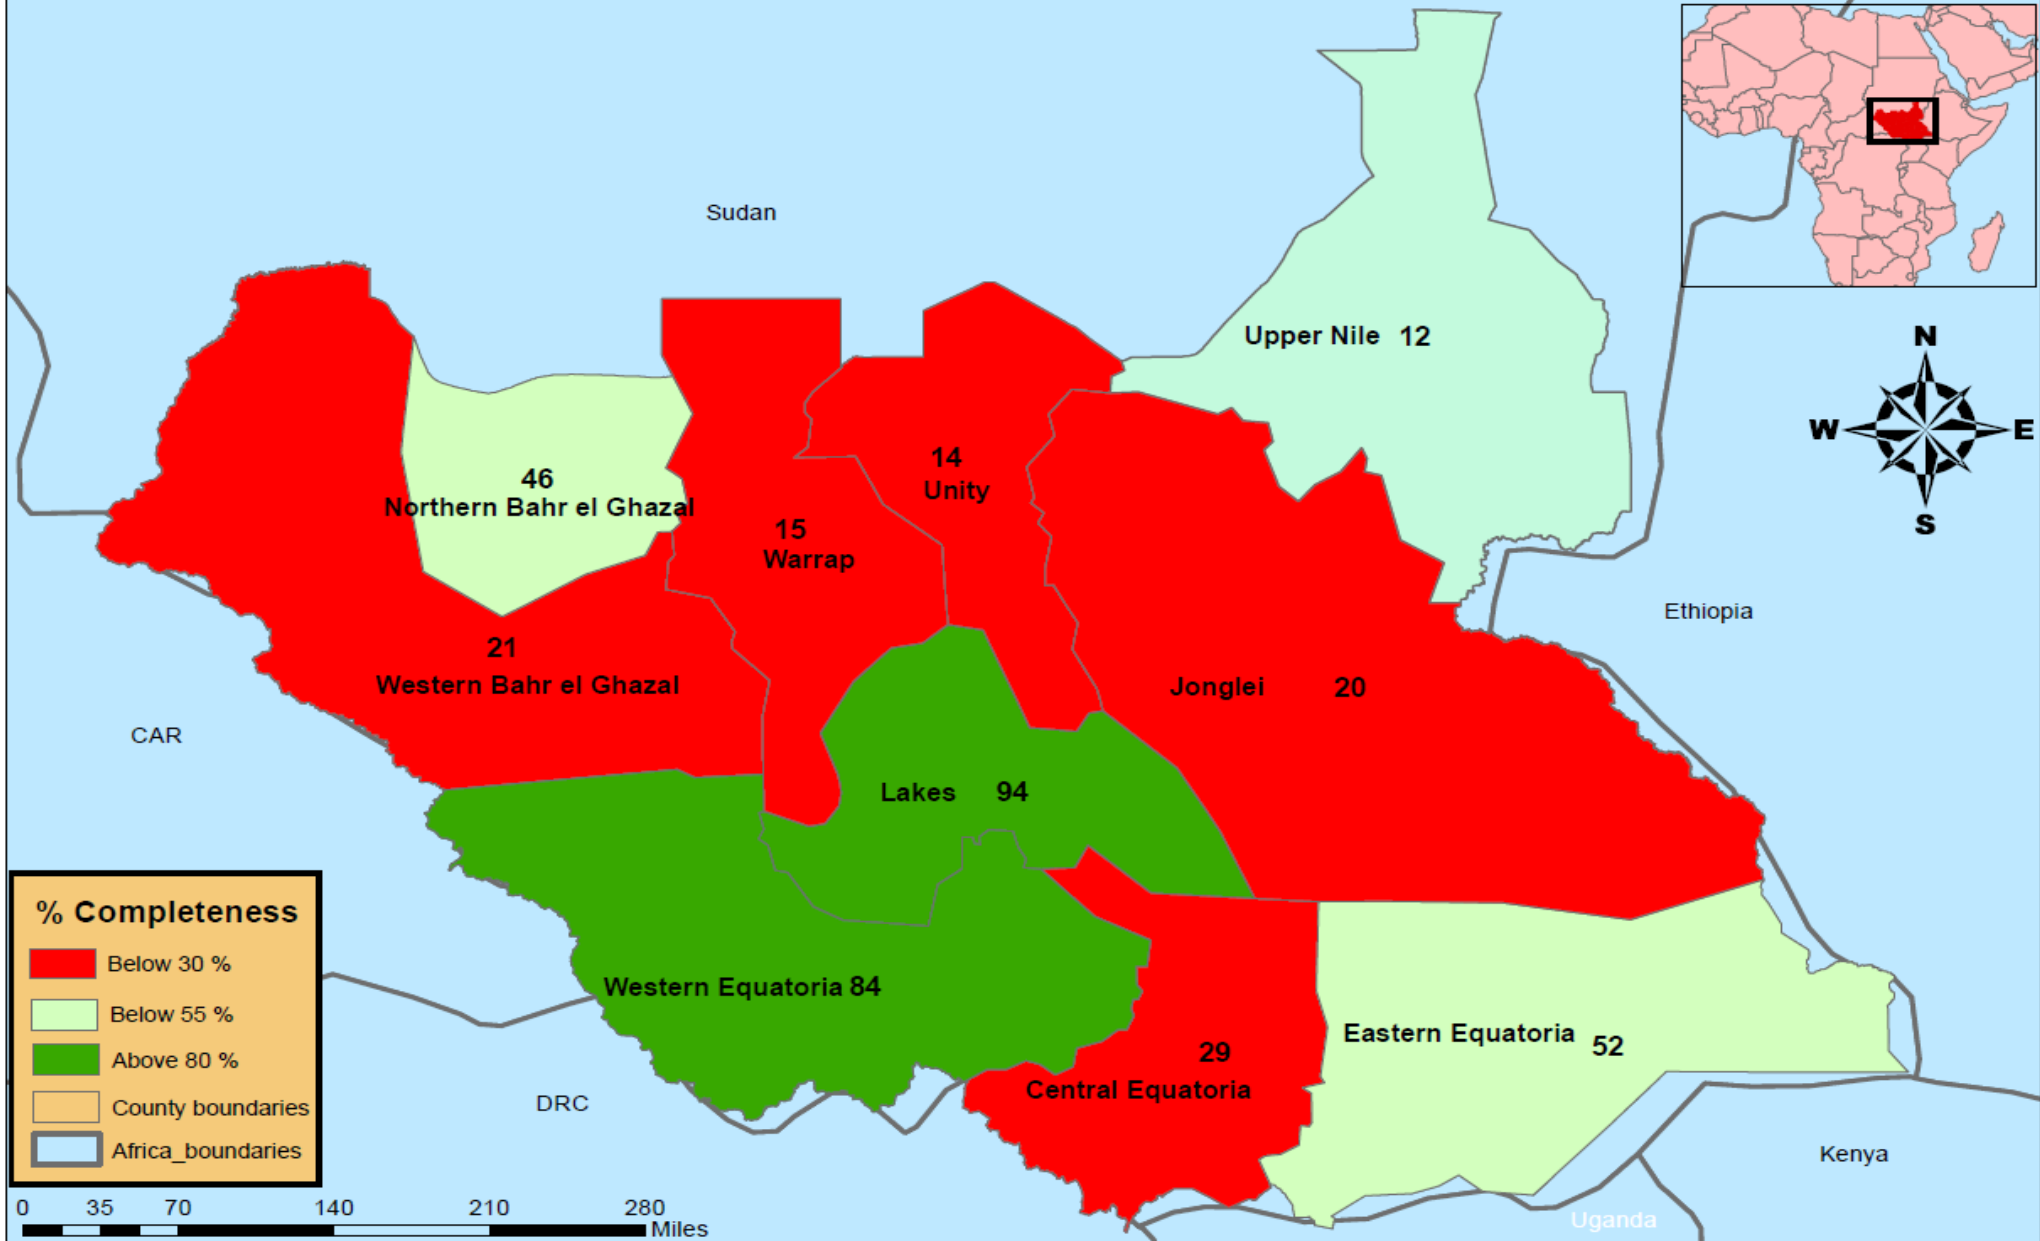 Sudan
N
Upper Nile 12
W E
14
Unity
46
Northern Bahr el Ghazal
S
15
Warrap
Ethiopia
21
Western Bahr el Ghazal
Jonglei 20
CAR
Lakes 94
% Completeness
Below 30 %
Below 55 %
Above 80 %
County boundaries
Africa_boundaries
Western Equatoria 84
Eastern Equatoria 52
29
Central Equatoria
DRC
Kenya
Uganda
0 35 70 140 210 280
Miles